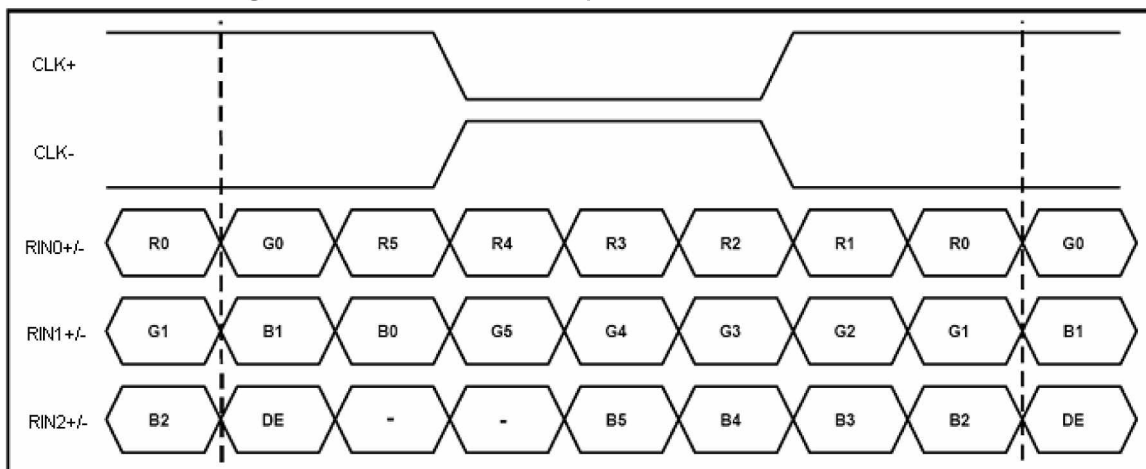 CLK+
CLK-
RIN0+/- R0 G0 R5 R4 R3 R2 R1 R0 G0
RIN1+/- G1 B1 B0 G5 G4 G3 G2 G1 B1
RIN2+/- B2 DE - - B5 B4 B3 B2 DE